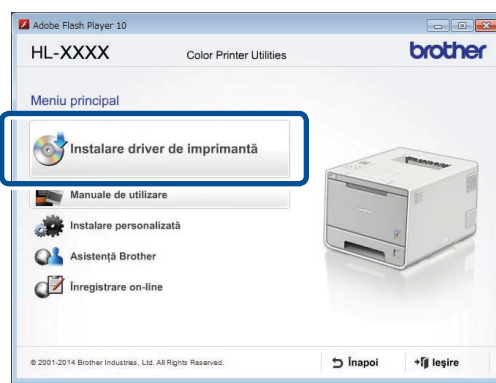 Adobe Flash Player 10
HL-XXXX
Color Printer Utilities
brother
Meniu principal
Instalare driver de imprimantă
Manuale de utilizare
Instalare personalizată
Asistență Brother
Înregistrare on-line
© 2001-2014 Brother Industries, Ltd. All Rights Reserved.
Înapoi
Ieşire